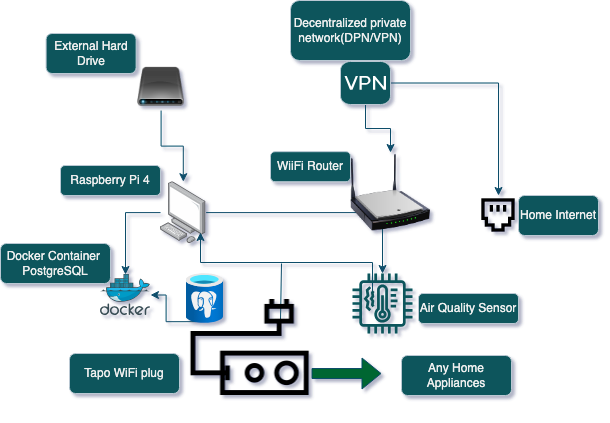 Decentralized private
network(DPN/VPN)
External Hard
Drive
VPN
WiiFi Router
Raspberry Pi 4
Home Internet
Docker Container
PostgreSQL
docker
Air Quality Sensor
Tapo WiFi plug
Any Home
Appliances